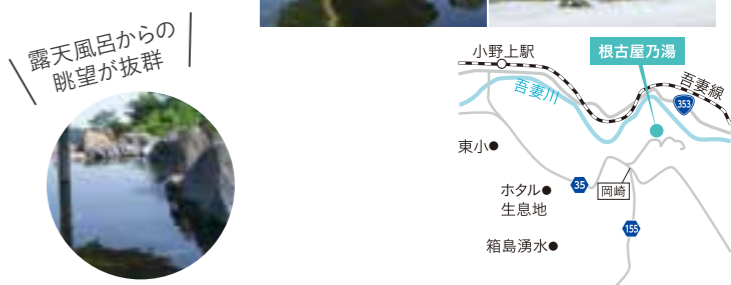 露天風呂からの
眺望が抜群
小野上駅
根古屋乃湯
吾妻線
吾妻川
353
東小
ホタル
生息地
35
岡崎
155
箱島湧水